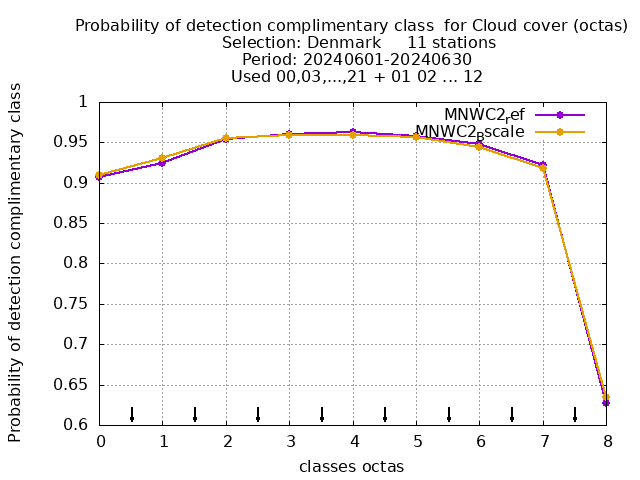 Probability of detection complimentary class  for Cloud cover (octas)
Selection: Denmark     11 stations
Period: 20240601-20240630
Used 00,03,...,21 + 01 02 ... 12
MNWC2ref
MNWC2Bscale
1
0.95
0.9
0.85
0.8
0.75
0.7
0.65
0.6
Probability of detection complimentary class
0 1 2 3 4 5 6 7 8
classes octas